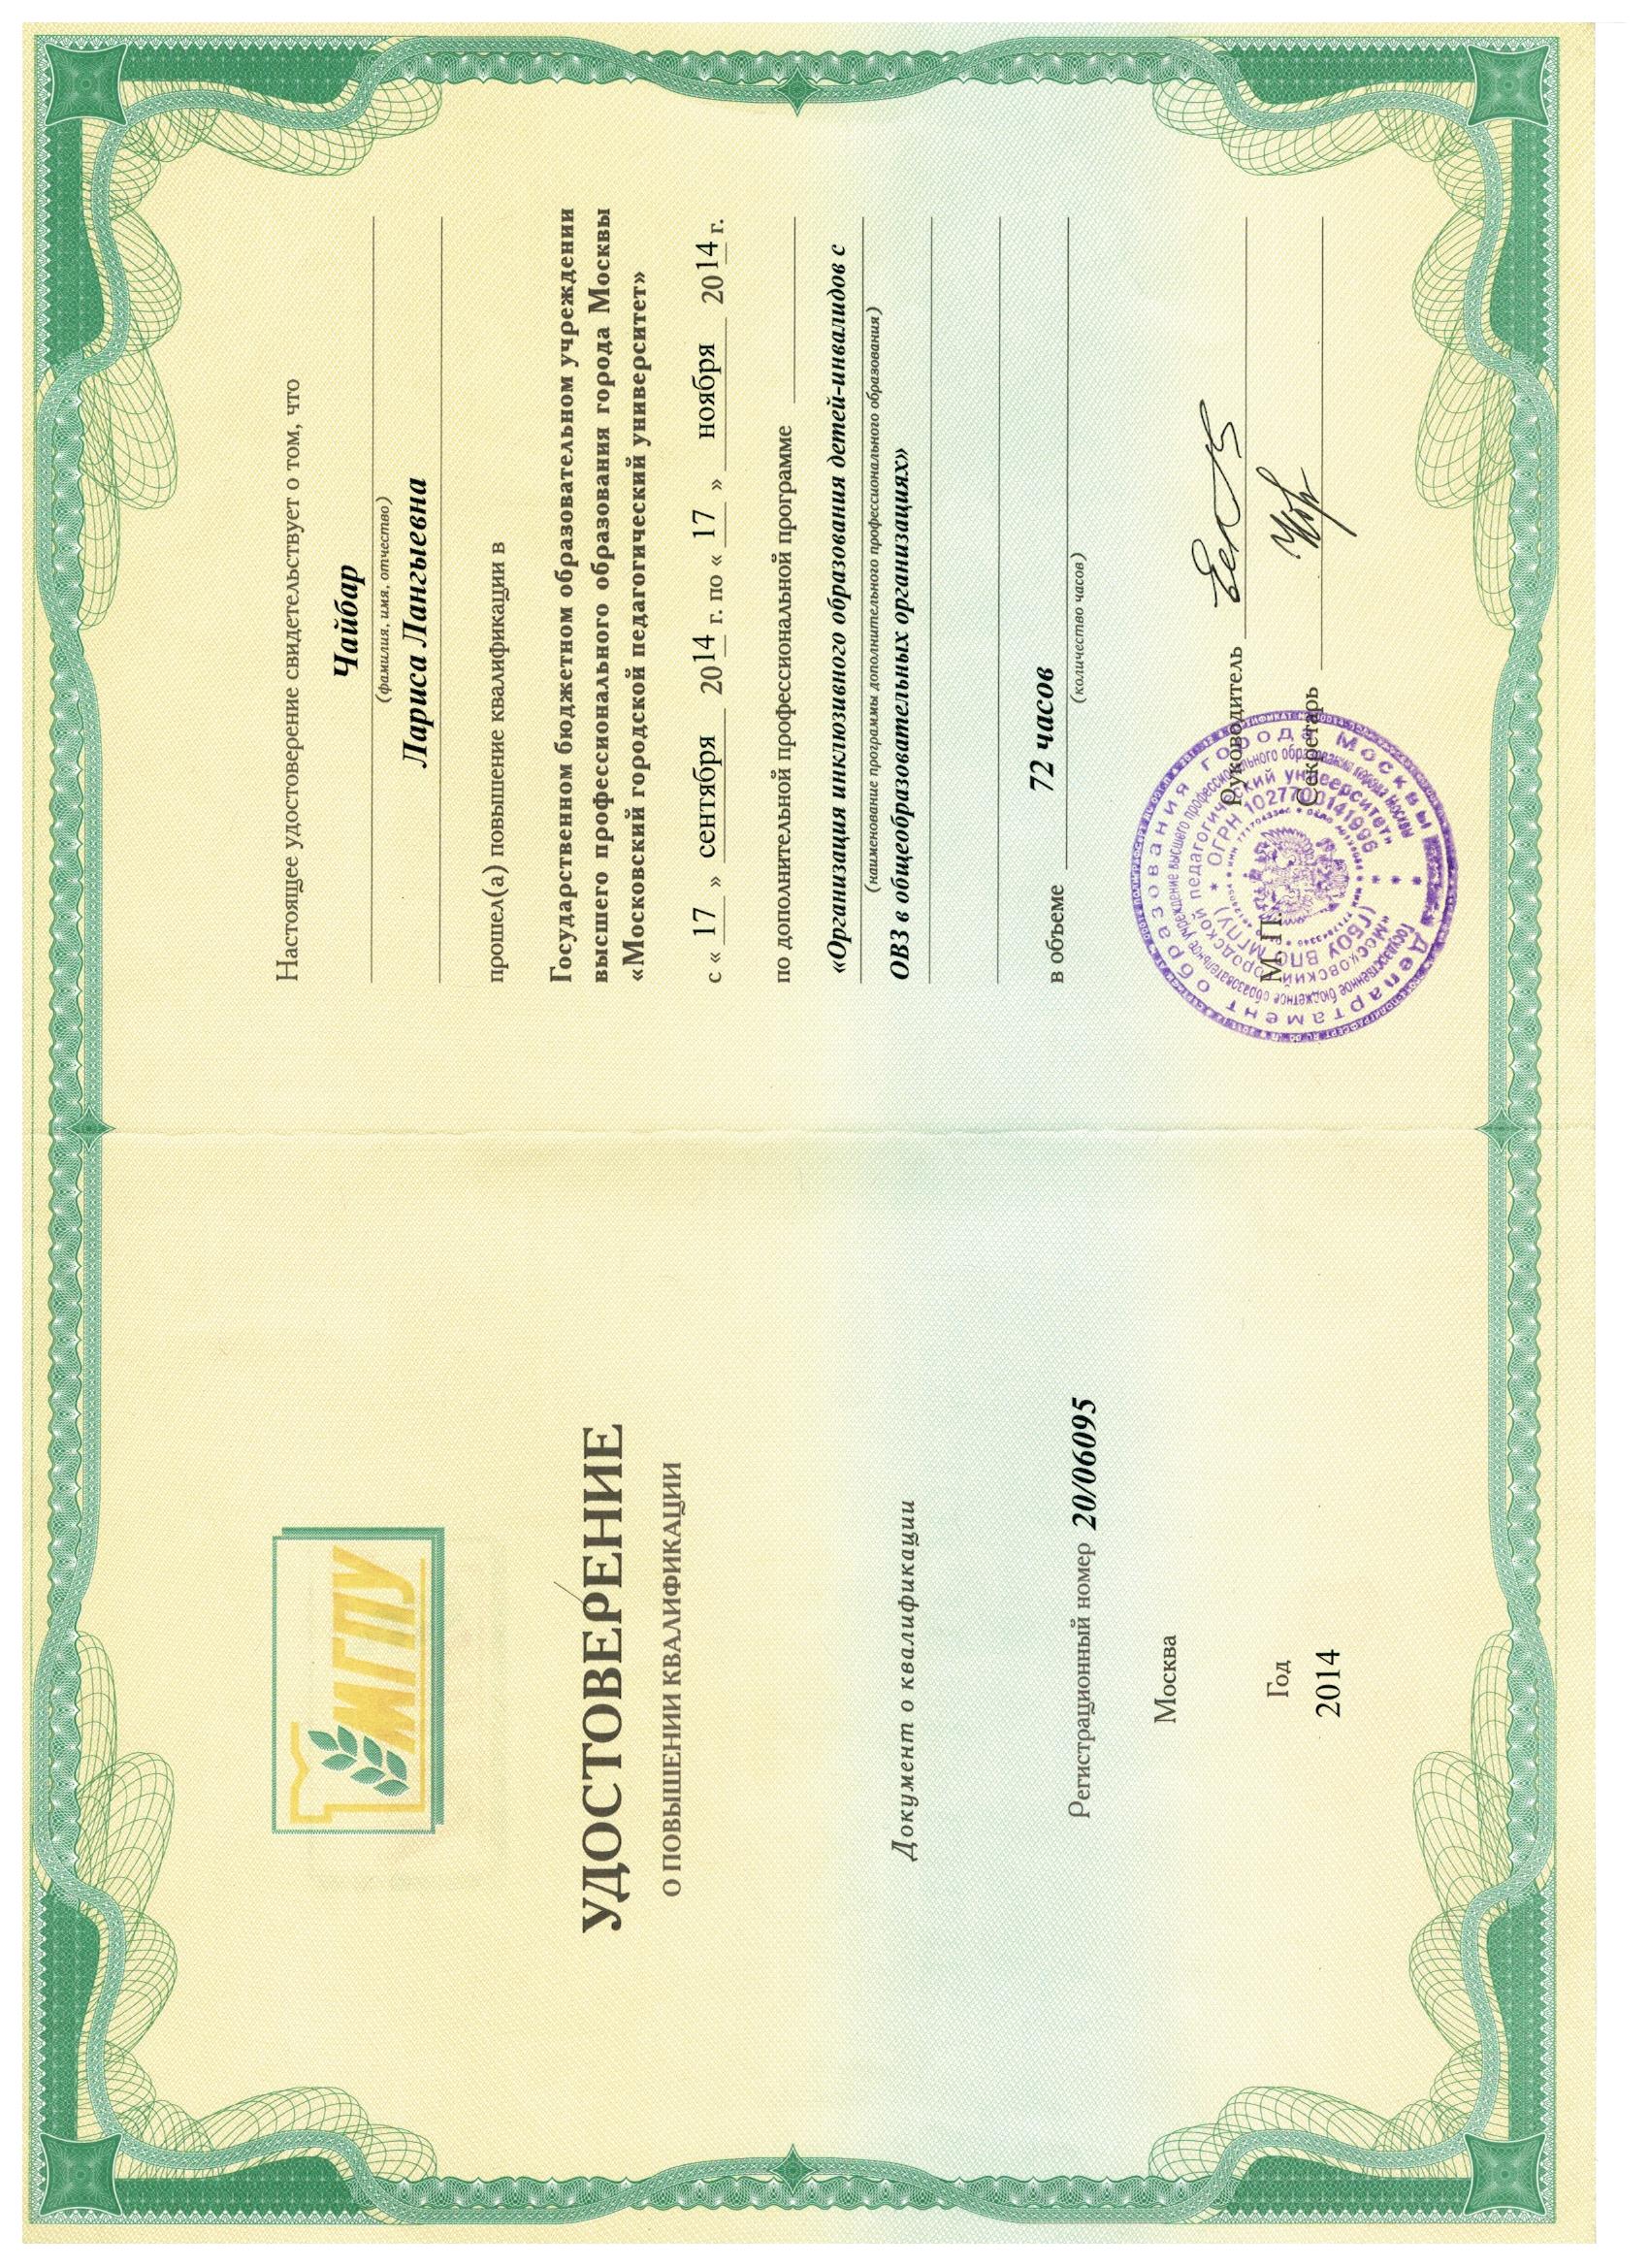 МГПУ
УДОСТОВЕРЕНИЕ
О ПОВЫШЕНИИ КВАЛИФИКАЦИИ
Документ о квалификации
Регистрационный номер 20/06095
Москва
Год
2014
Настоящее удостоверение свидетельствует о том, что
Чайбар
(фамилия, имя, отчество)
Лариса Лангыевна
прошел(а) повышение квалификации в
Государственном бюджетном образовательном учреждении
высшего профессионального образования города Москвы
«Московский городской педагогический университет»
с « 17 » сентября 2014 г. по « 17 » ноября 2014 г.
по дополнительной профессиональной программе
«Организация инклюзивного образования детей-инвалидов с
(наименование программы дополнительного профессионального образования)
ОВЗ в общеобразовательных организациях»
в объеме 72 часов
(количество часов)
Руководитель
М. П.
Секретарь
Департамент образования города Москвы
Государственное бюджетное образовательное учреждение высшего профессионального образования города Москвы
«Московский городской педагогический университет»
(ГБОУ ВПО МГПУ) * ОГРН 1027700141996